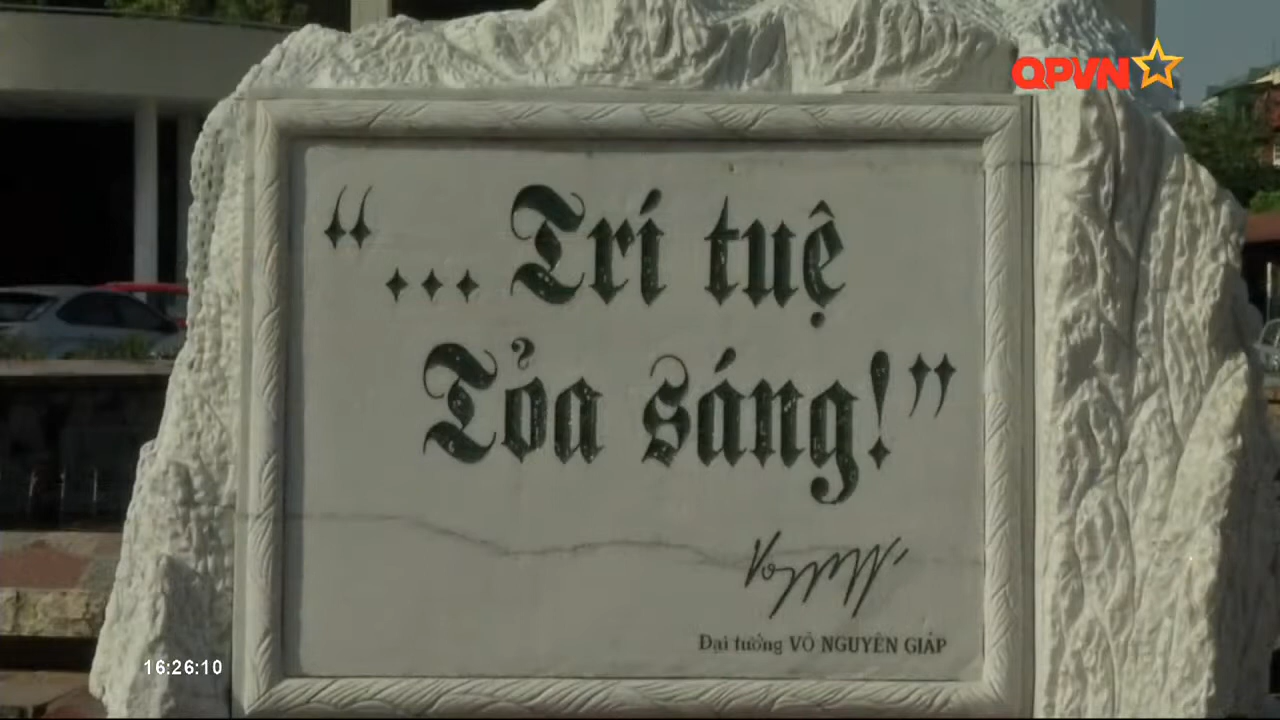 QPVN
“... Trí tuệ
Tỏa sáng!”
Đại tướng VÕ NGUYÊN GIÁP
16:26:10